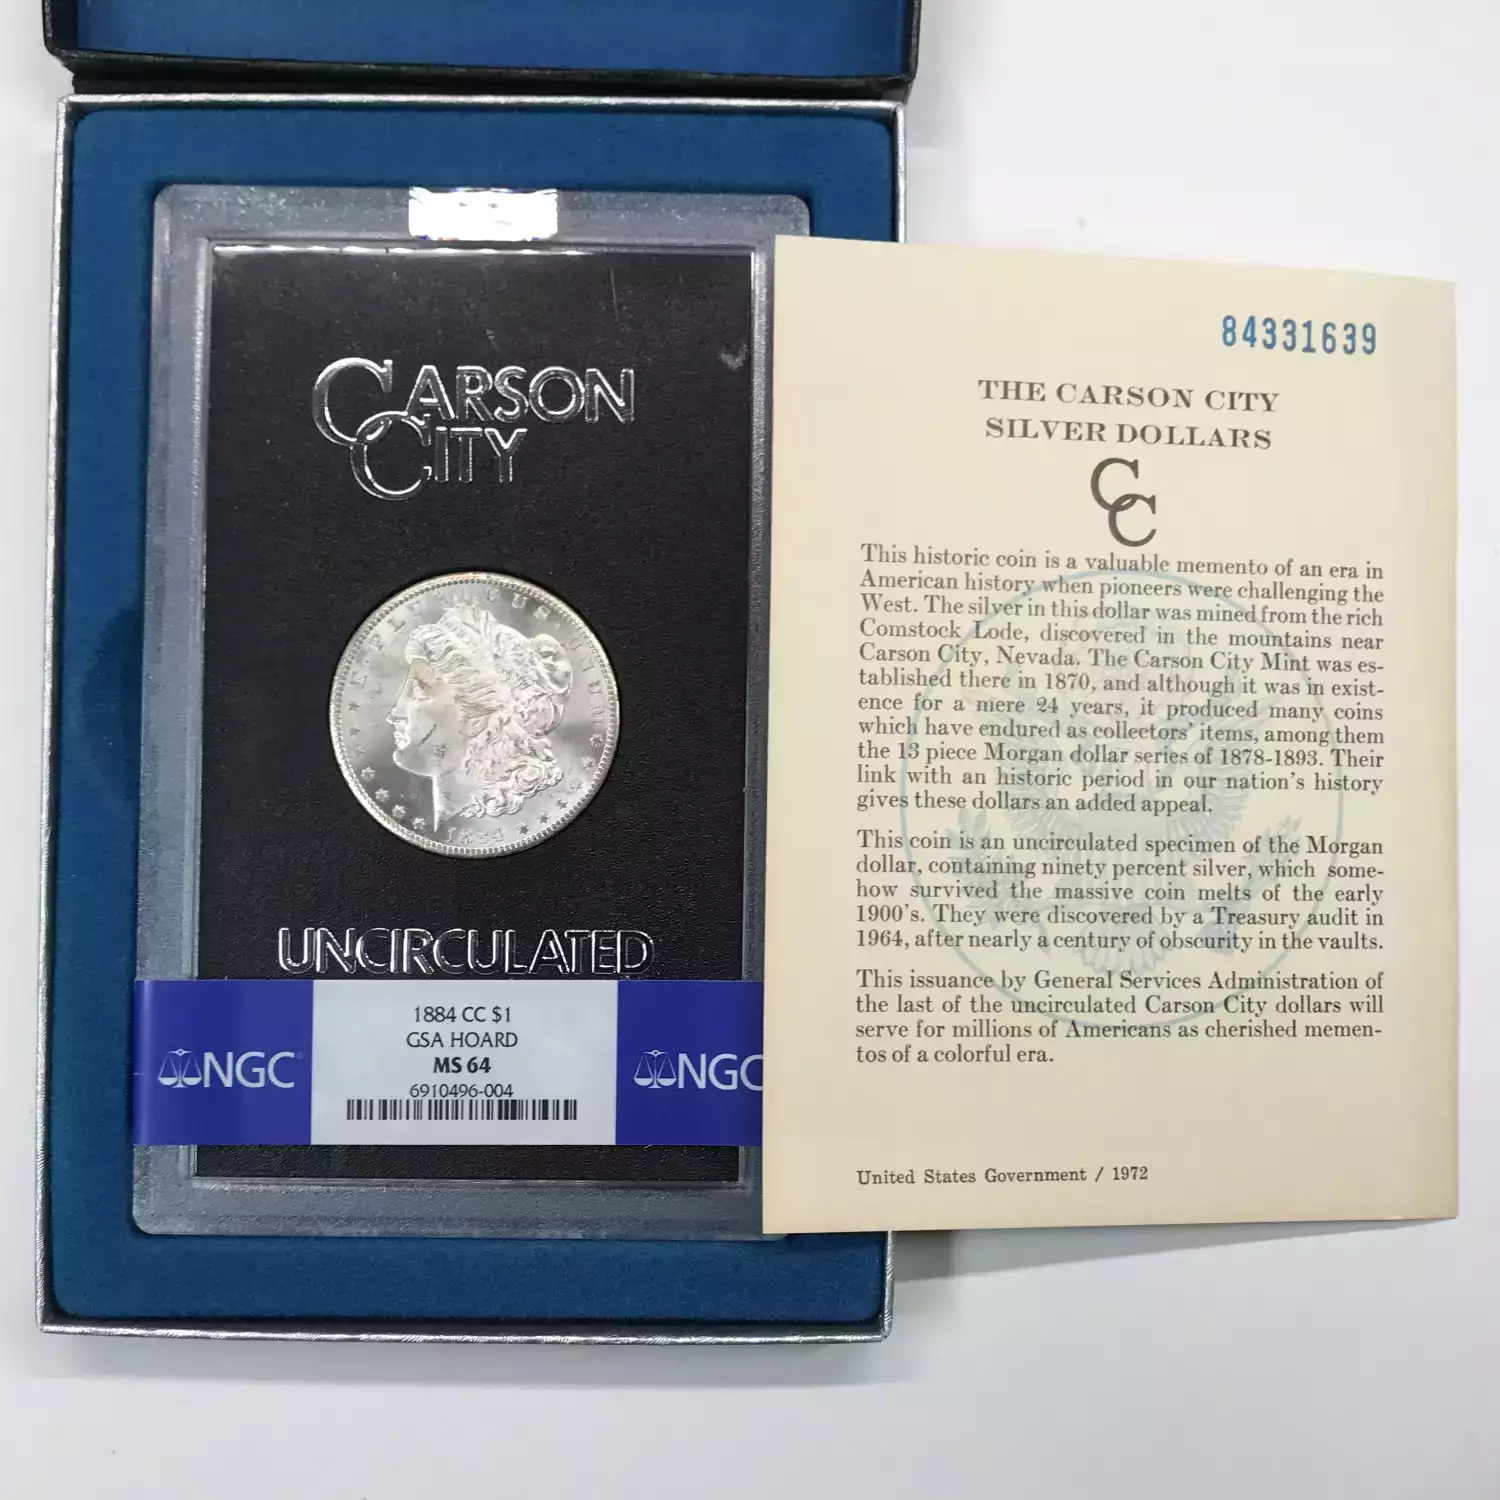 CARSON
CITY
E·PLURIBUS·UNUM
1884
UNCIRCULATED
NGC
1884 CC $1
GSA HOARD
MS 64
6910496-004
NGC
84331639
THE CARSON CITY
SILVER DOLLARS
CC
This historic coin is a valuable memento of an era in
American history when pioneers were challenging the
West. The silver in this dollar was mined from the rich
Comstock Lode, discovered in the mountains near
Carson City, Nevada. The Carson City Mint was es-
tablished there in 1870, and although it was in exist-
ence for a mere 24 years, it produced many coins
which have endured as collectors' items, among them
the 13 piece Morgan dollar series of 1878-1893. Their
link with an historic period in our nation's history
gives these dollars an added appeal.
This coin is an uncirculated specimen of the Morgan
dollar, containing ninety percent silver, which some-
how survived the massive coin melts of the early
1900's. They were discovered by a Treasury audit in
1964, after nearly a century of obscurity in the vaults.
This issuance by General Services Administration of
the last of the uncirculated Carson City dollars will
serve for millions of Americans as cherished memen-
tos of a colorful era.
United States Government / 1972